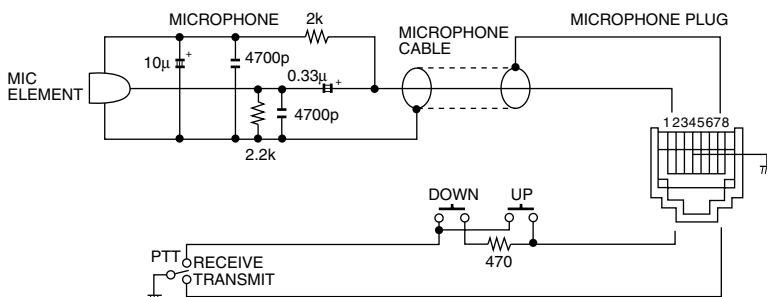 MICROPHONE
2k
MICROPHONE
CABLE
MICROPHONE PLUG
10µ
+
4700p
0.33µ
+
MIC
ELEMENT
4700p
2.2k
12345678
DOWN
UP
470
PTT
RECEIVE
TRANSMIT